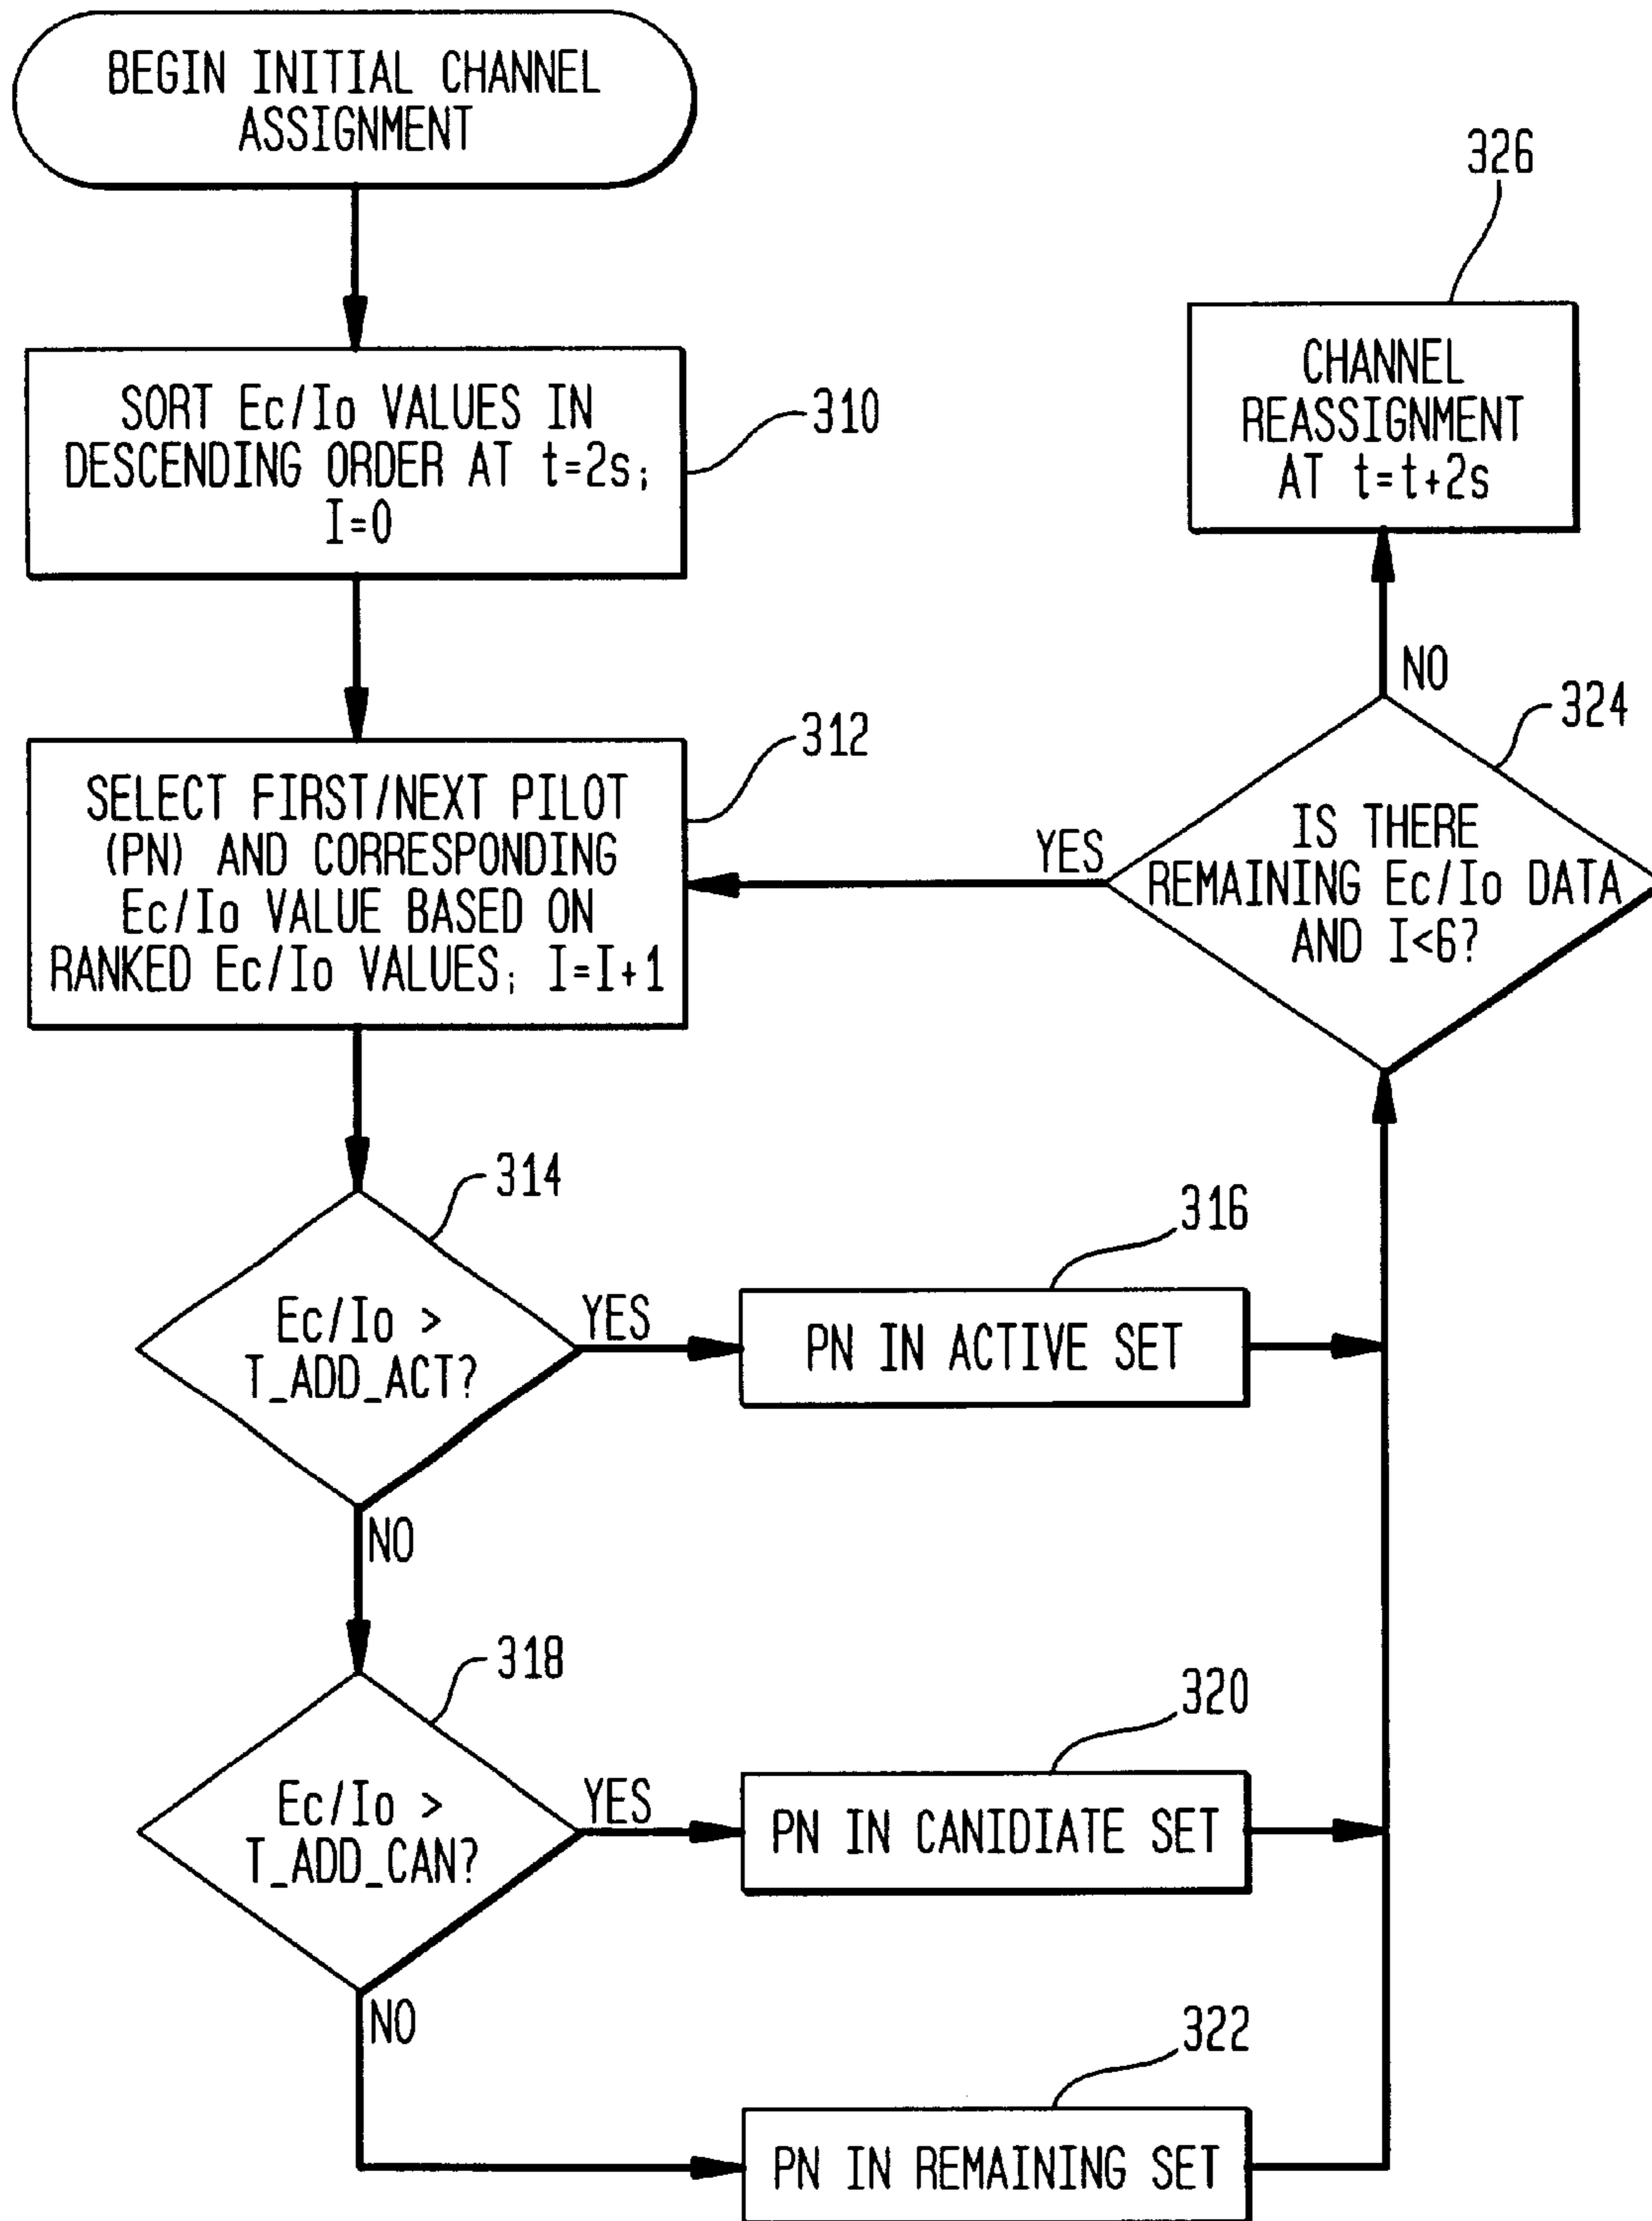 BEGIN INITIAL CHANNEL
ASSIGNMENT
326
CHANNEL
REASSIGNMENT
AT t=t+2s
SORT Ec/Io VALUES IN
DESCENDING ORDER AT t=2s;
I=0
310
NO
324
312
SELECT FIRST/NEXT PILOT
(PN) AND CORRESPONDING
Ec/Io VALUE BASED ON
RANKED Ec/Io VALUES; I=I+1
YES
IS THERE
REMAINING Ec/Io DATA
AND I<6?
314
Ec/Io >
T_ADD_ACT?
YES
316
PN IN ACTIVE SET
NO
318
Ec/Io >
T_ADD_CAN?
YES
320
PN IN CANIDIATE SET
NO
322
PN IN REMAINING SET